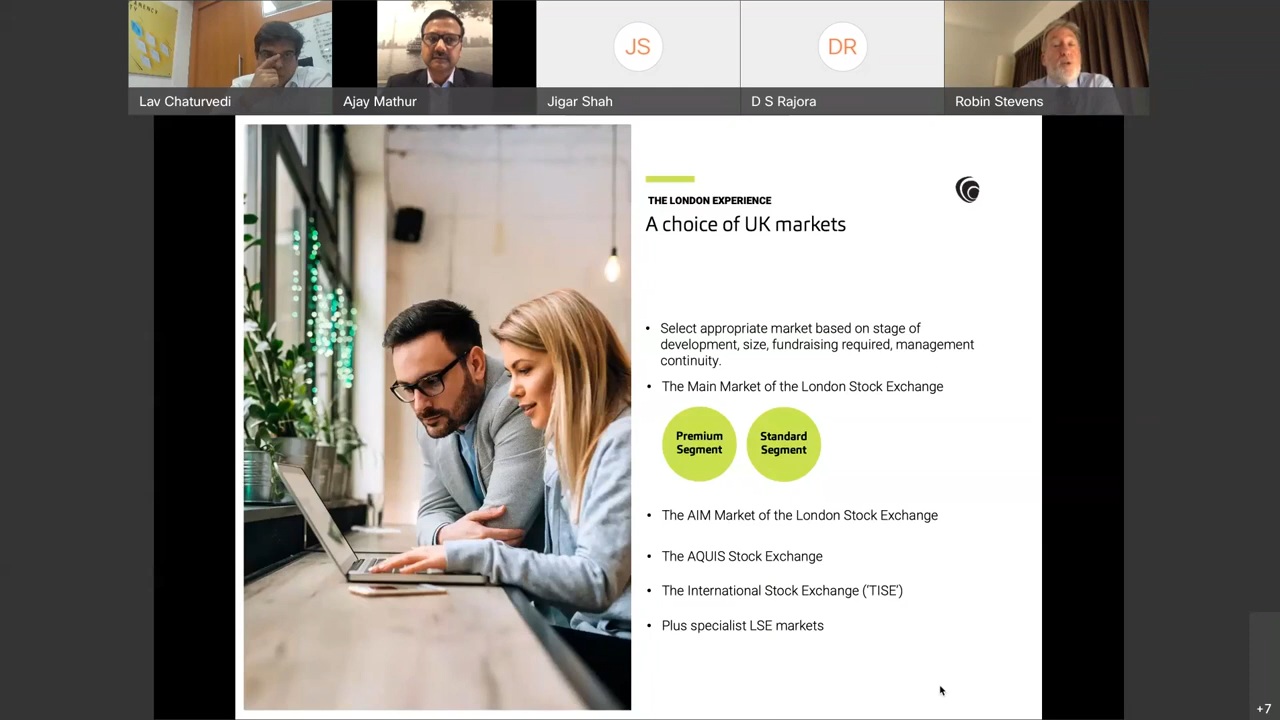 Lav Chaturvedi
Ajay Mathur
JS
Jigar Shah
DR
D S Rajora
Robin Stevens
THE LONDON EXPERIENCE
A choice of UK markets
• Select appropriate market based on stage of
development, size, fundraising required, management
continuity.
• The Main Market of the London Stock Exchange
Premium
Segment
Standard
Segment
• The AIM Market of the London Stock Exchange
• The AQUIS Stock Exchange
• The International Stock Exchange (‘TISE’)
• Plus specialist LSE markets
+7